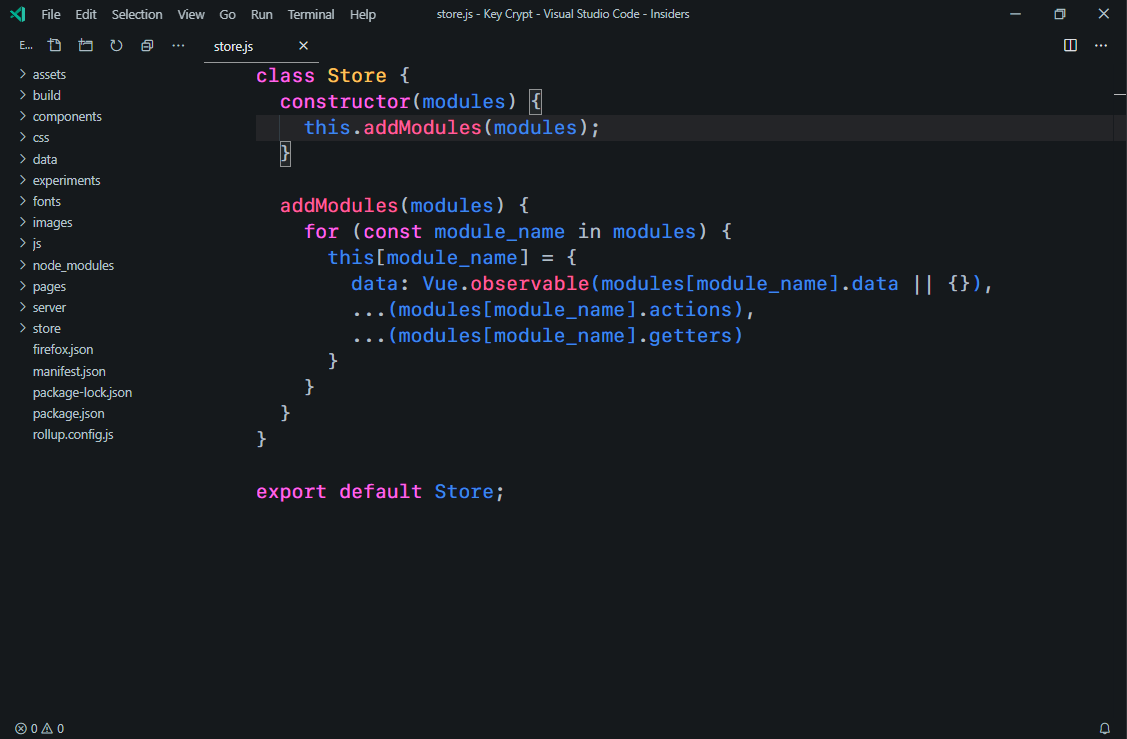 File Edit Selection View Go Run Terminal Help store.js - Key Crypt - Visual Studio Code - Insiders
E... store.js
assets
build
components
css
data
experiments
fonts
images
js
node_modules
pages
server
store
firefox.json
manifest.json
package-lock.json
package.json
rollup.config.js
class Store {
  constructor(modules) {
    this.addModules(modules);
  }

  addModules(modules) {
    for (const module_name in modules) {
      this[module_name] = {
        data: Vue.observable(modules[module_name].data || {}),
        ...(modules[module_name].actions),
        ...(modules[module_name].getters)
      }
    }
  }
}

export default Store;
0 0